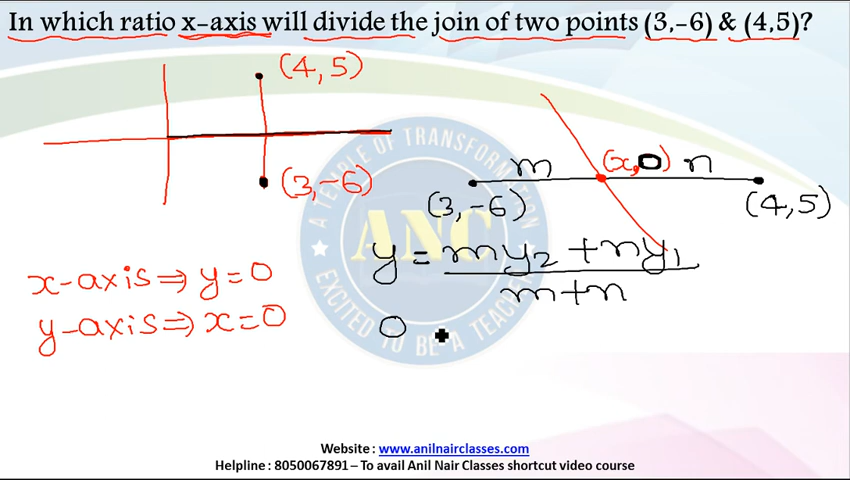 In which ratio x-axis will divide the join of two points (3,-6) & (4,5)?
(4,5)
(3,-6)
m (x,0) n
(3,-6) (4,5)
y = my₂ + ny₁
m+n
x-axis ⇒ y=0
y-axis ⇒ x=0
0
A TEMPLE OF TRANSFORMATION
ANC
EXCITED TO BE A TEACHER
Website : www.anilnairclasses.com
Helpline : 8050067891 – To avail Anil Nair Classes shortcut video course